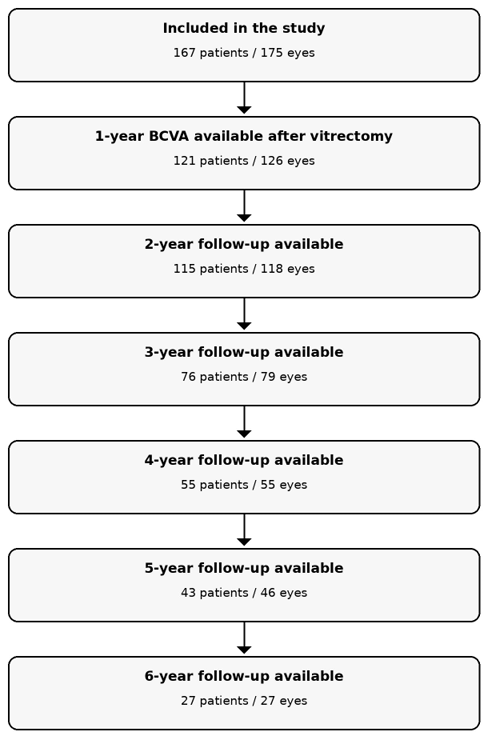 Included in the study
167 patients / 175 eyes
1-year BCVA available after vitrectomy
121 patients / 126 eyes
2-year follow-up available
115 patients / 118 eyes
3-year follow-up available
76 patients / 79 eyes
4-year follow-up available
55 patients / 55 eyes
5-year follow-up available
43 patients / 46 eyes
6-year follow-up available
27 patients / 27 eyes